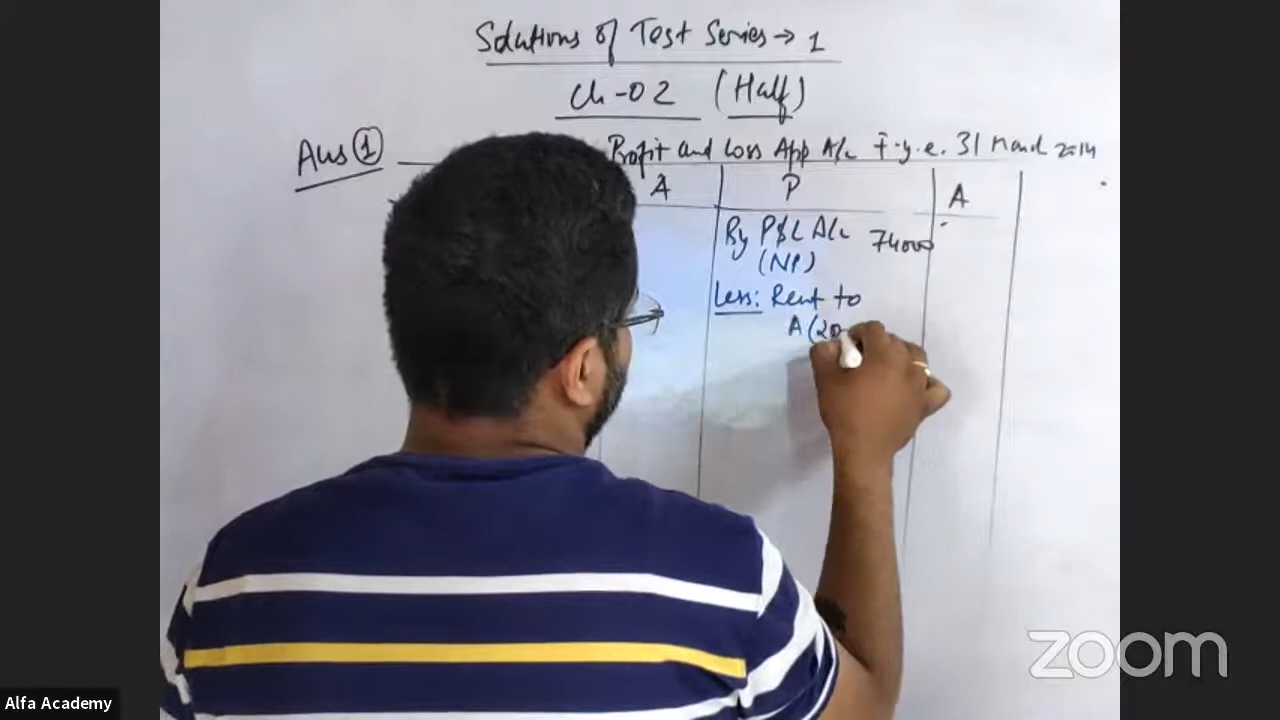 Solutions of Test Series → 1
Ch-02 (Half)
Ans ①
Profit and Loss App A/c F.y.e. 31 March 2014
A P A
By P&L A/c 74000
(NP)
Less: Rent to
A (20
zoom
Alfa Academy